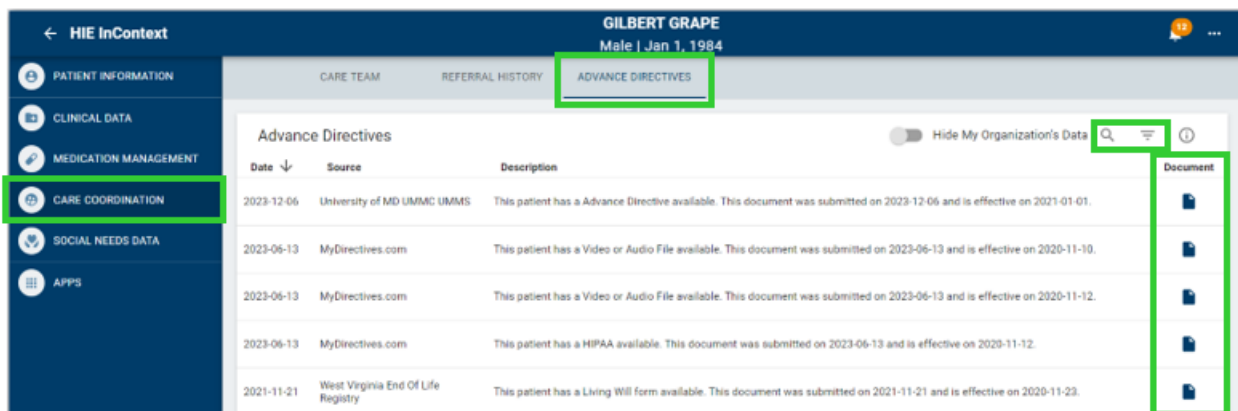 ← HIE InContext
GILBERT GRAPE
Male | Jan 1, 1984
12
...
PATIENT INFORMATION
CLINICAL DATA
MEDICATION MANAGEMENT
CARE COORDINATION
SOCIAL NEEDS DATA
APPS
CARE TEAM REFERRAL HISTORY ADVANCE DIRECTIVES
Advance Directives Hide My Organization's Data
Date ↓ Source Description Document
2023-12-06 University of MD UMMC UMMS This patient has a Advance Directive available. This document was submitted on 2023-12-06 and is effective on 2021-01-01.
2023-06-13 MyDirectives.com This patient has a Video or Audio File available. This document was submitted on 2023-06-13 and is effective on 2020-11-10.
2023-06-13 MyDirectives.com This patient has a Video or Audio File available. This document was submitted on 2023-06-13 and is effective on 2020-11-12.
2023-06-13 MyDirectives.com This patient has a HIPAA available. This document was submitted on 2023-06-13 and is effective on 2020-11-12.
2021-11-21 West Virginia End Of Life
Registry
This patient has a Living Will form available. This document was submitted on 2021-11-21 and is effective on 2020-11-23.